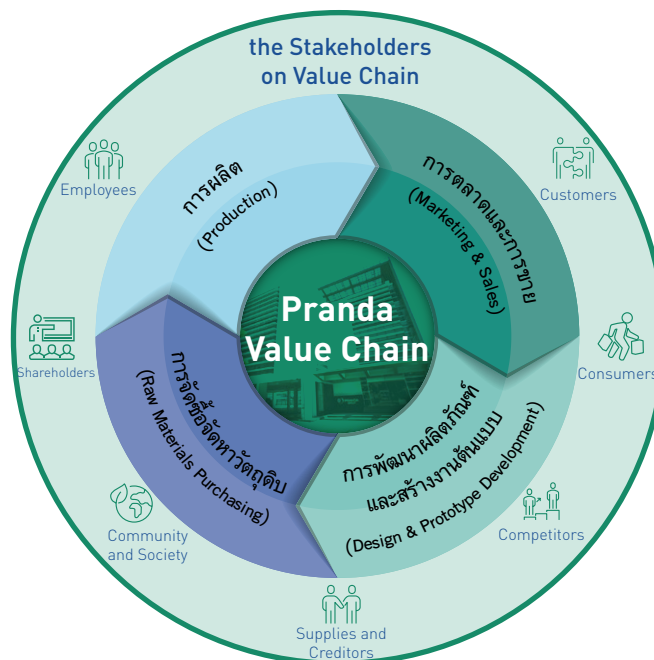 the Stakeholders
on Value Chain
Employees
Customers
การผลิต
(Production)
การตลาดและการขาย
(Marketing & Sales)
Pranda
Value Chain
Shareholders
Consumers
การจัดซื้อจัดหาวัตถุดิบ
(Raw Materials Purchasing)
การพัฒนาผลิตภัณฑ์
และสร้างงานต้นแบบ
(Design & Prototype Development)
Community
and Society
Competitors
Supplies and
Creditors